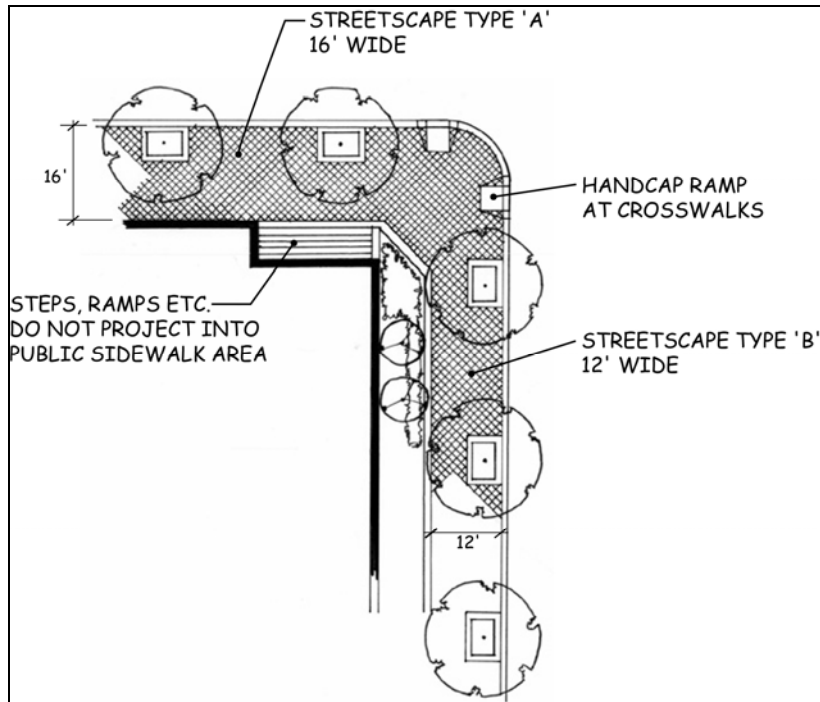 STREETSCAPE TYPE 'A'
16' WIDE
16'
HANDCAP RAMP
AT CROSSWALKS
STEPS, RAMPS ETC.
DO NOT PROJECT INTO
PUBLIC SIDEWALK AREA
STREETSCAPE TYPE 'B'
12' WIDE
12'